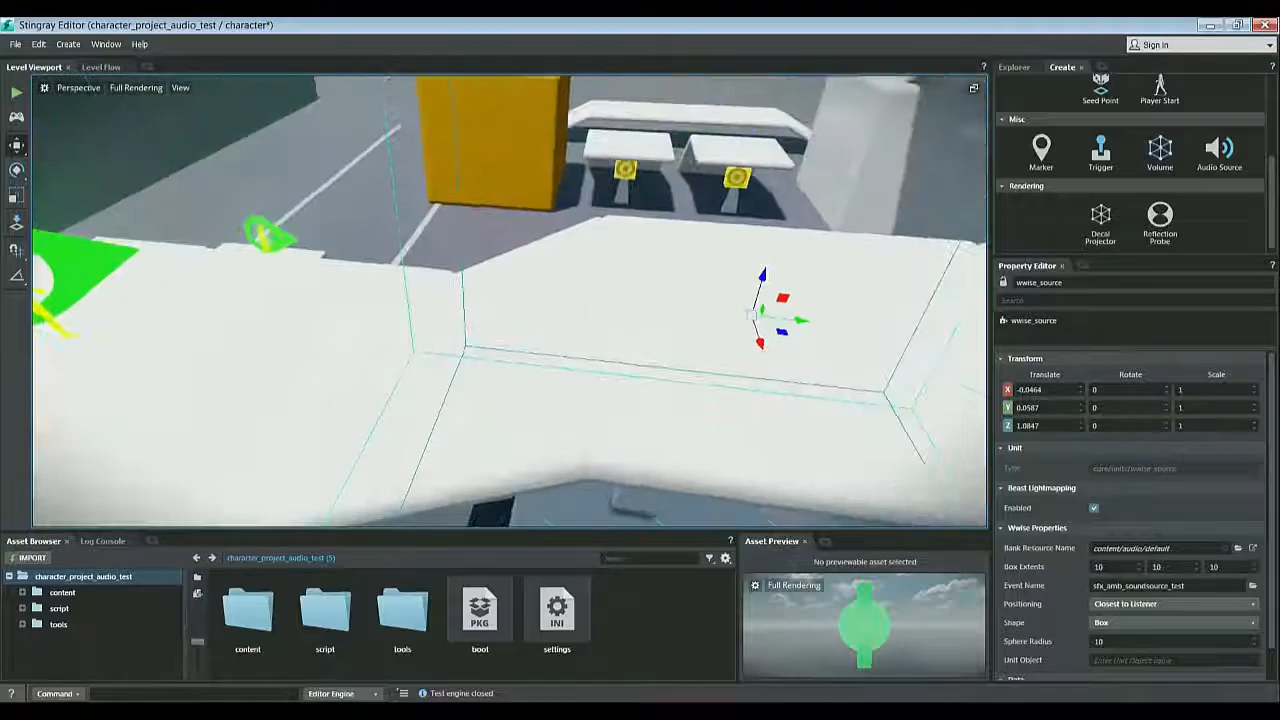 Stingray Editor (character_project_audio_test / character*)
File Edit Create Window Help
Sign In
Level Viewport Level Flow ?
Explorer Create ?
Perspective Full Rendering View
Seed Point Player Start
Misc
Marker Trigger Volume Audio Source
Rendering
Decal Projector Reflection Probe
Property Editor ?
wwise_source
Search
wwise_source
Transform
Translate Rotate Scale
X -0.0464 0 1
Y 0.0587 0 1
Z 1.0847 0 1
Unit
Type core/units/wwise_source
Beast Lightmapping
Enabled
Wwise Properties
Bank Resource Name content/audio/default
Box Extents 10 10 10
Event Name sfx_amb_soundsource_test
Positioning Closest to Listener
Shape Box
Sphere Radius 10
Unit Object Enter Unit Object value
Asset Browser Log Console ?
IMPORT character_project_audio_test (5)
character_project_audio_test
content
script
tools
PKG INI
content script tools boot settings
Asset Preview ?
No previewable asset selected
Full Rendering
? Command Editor Engine Test engine closed